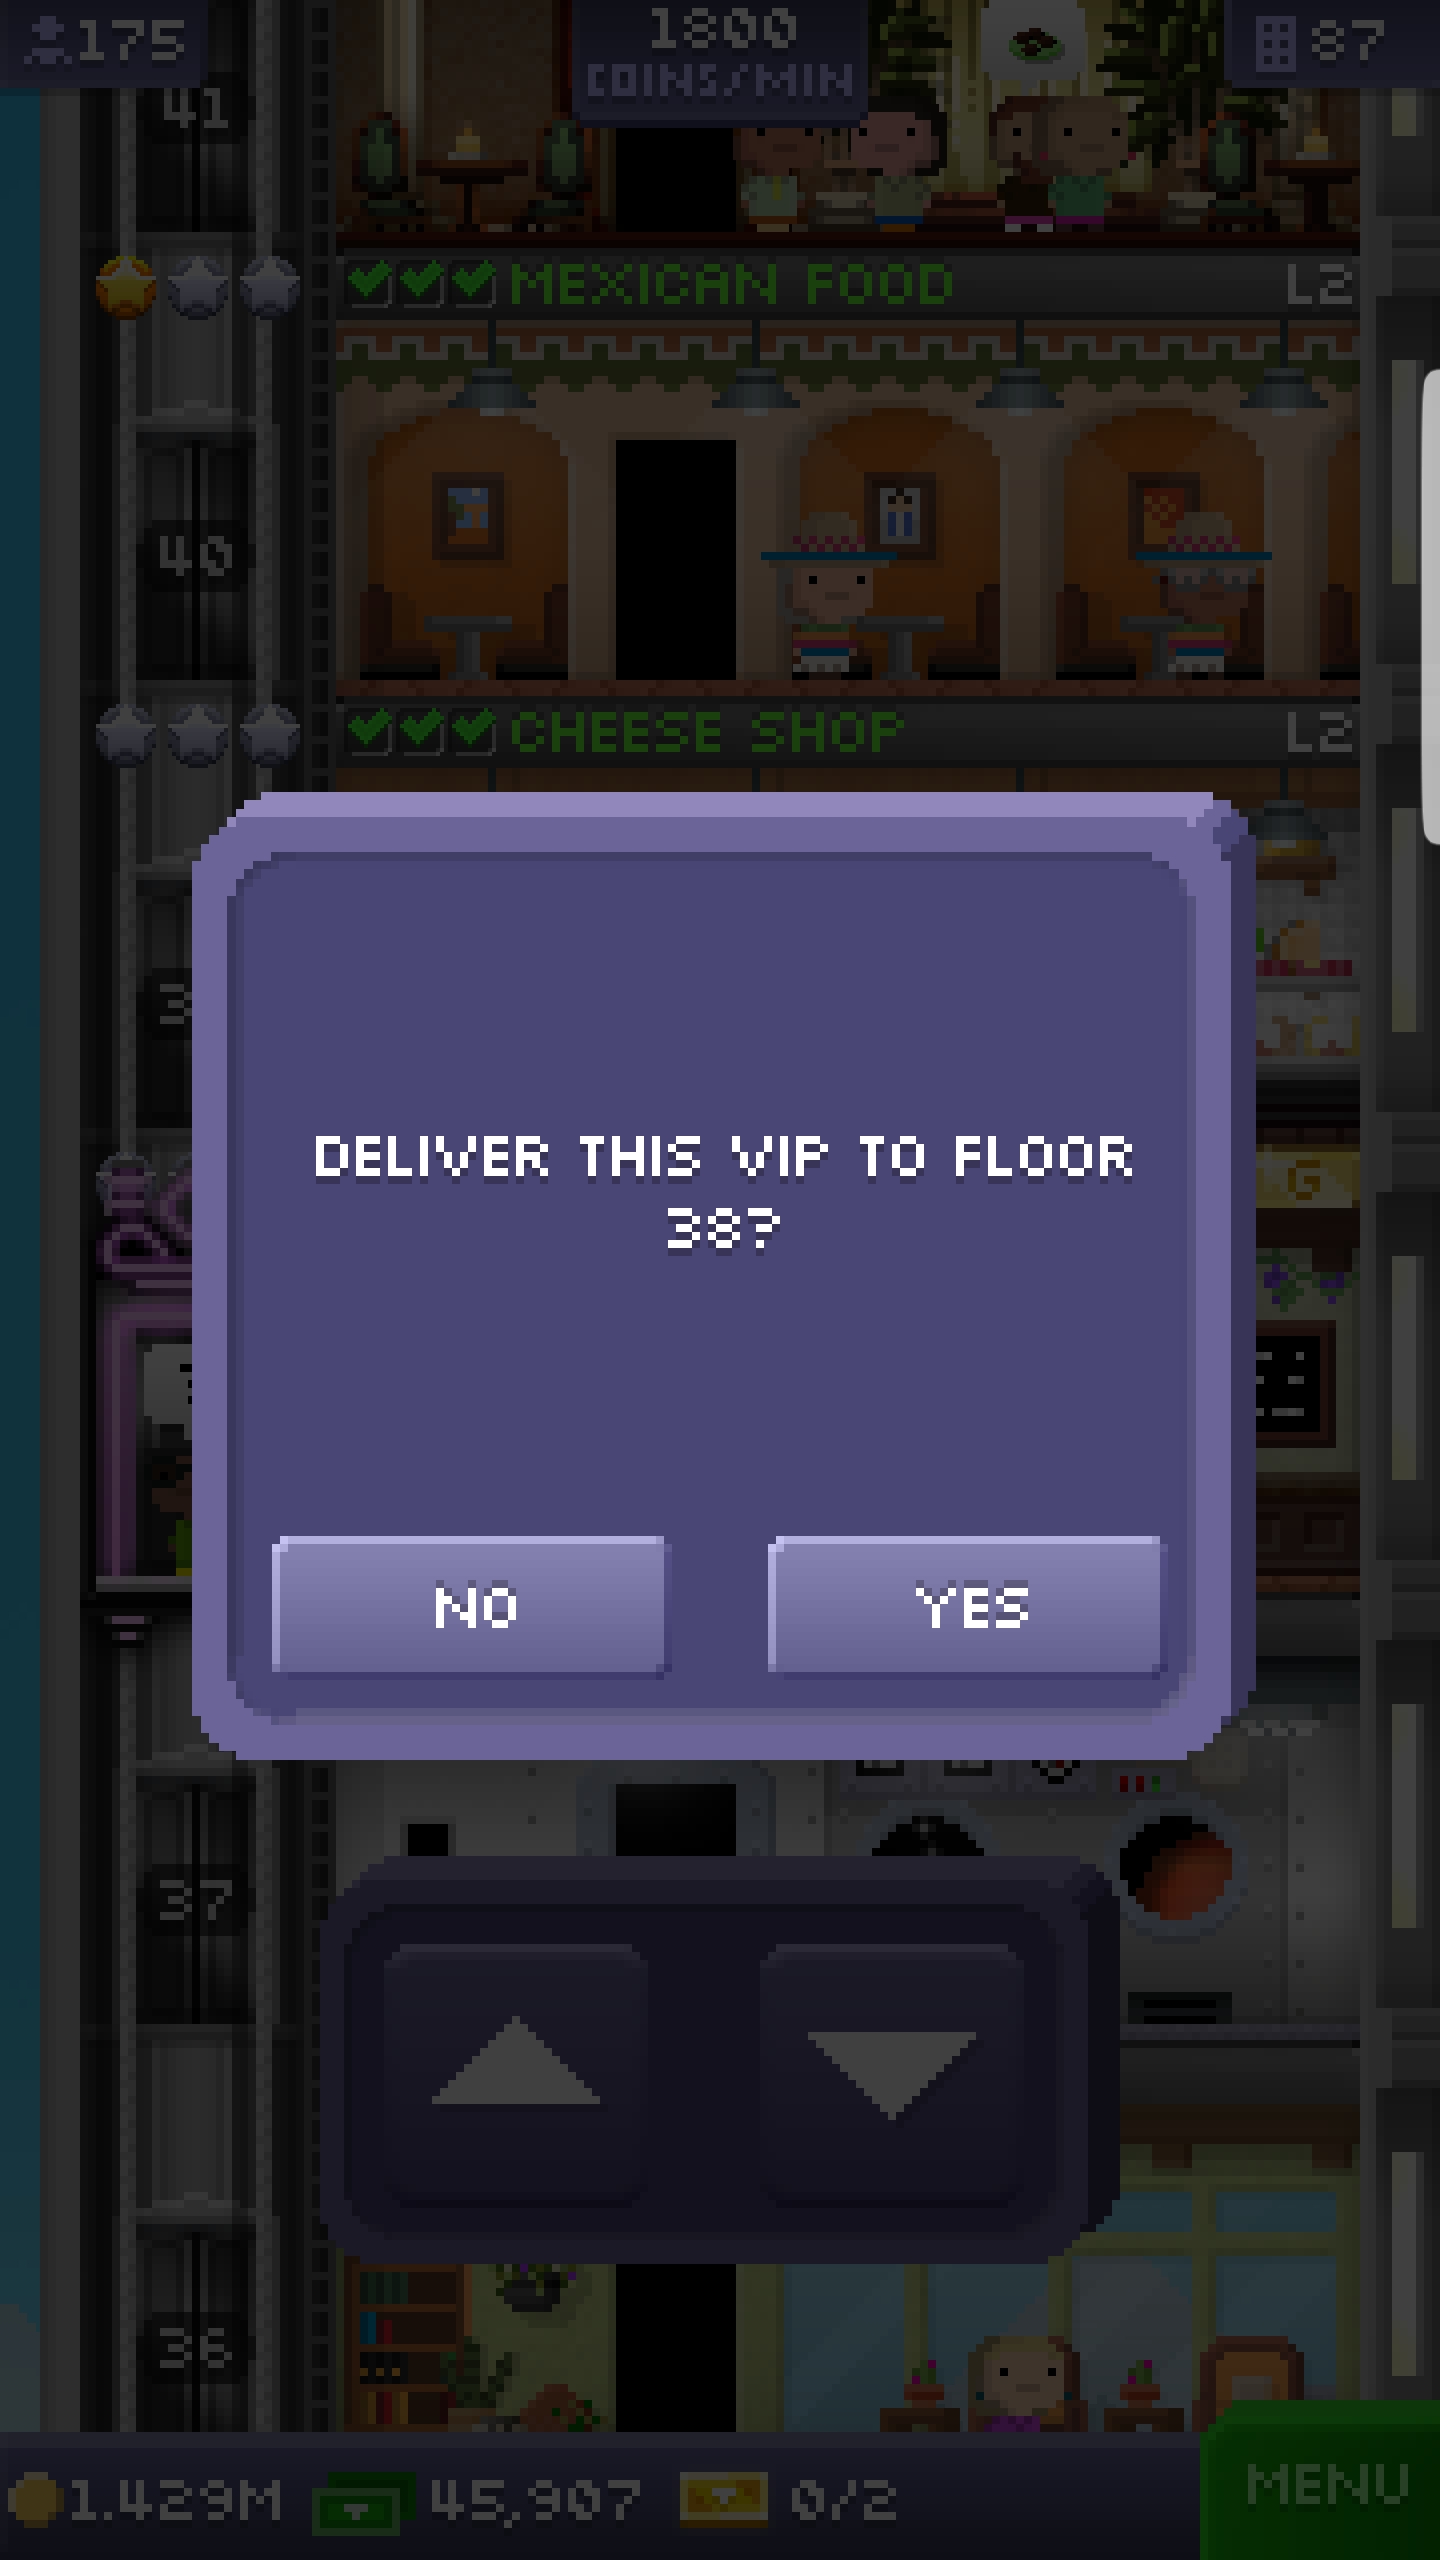 175
1800
COINS/MIN
87
41
MEXICAN FOOD
L2
40
CHEESE SHOP
L2
G
DELIVER THIS VIP TO FLOOR
38?
NO
YES
37
36
1.429M
45,907
0/2
MENU